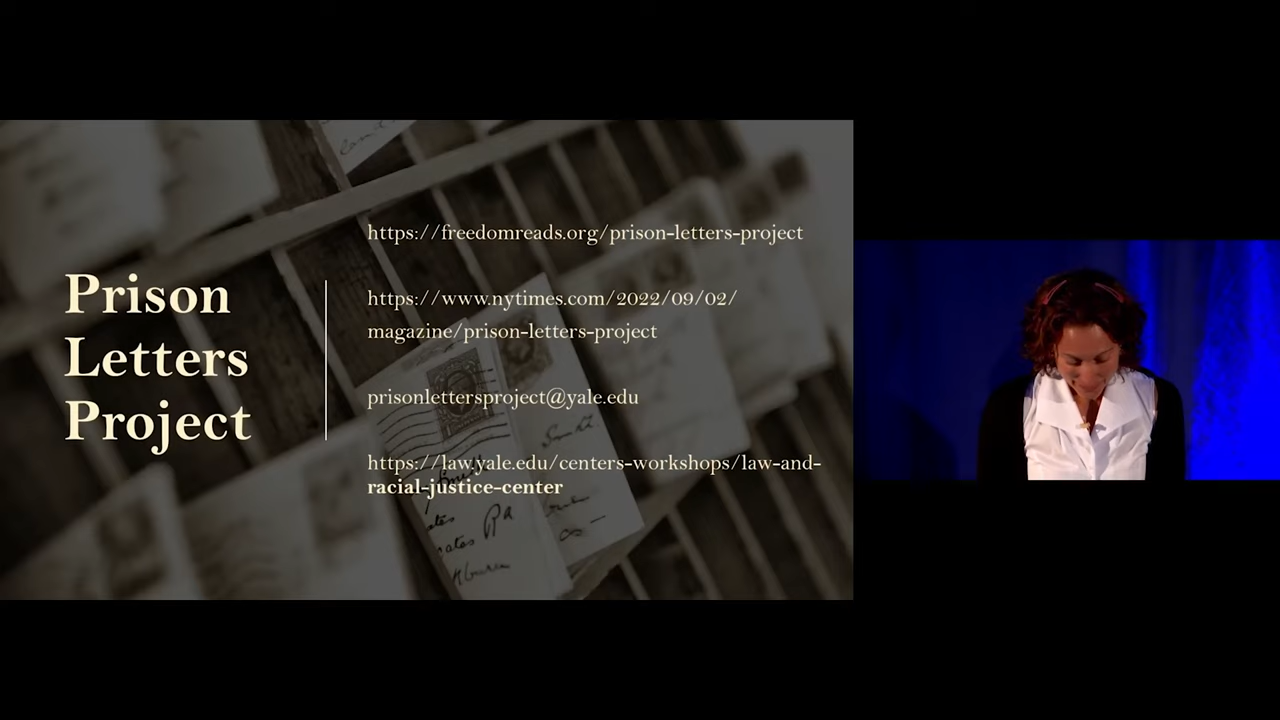 Prison
Letters
Project
https://freedomreads.org/prison-letters-project
https://www.nytimes.com/2022/09/02/
magazine/prison-letters-project
prisonlettersproject@yale.edu
https://law.yale.edu/centers-workshops/law-and-
racial-justice-center